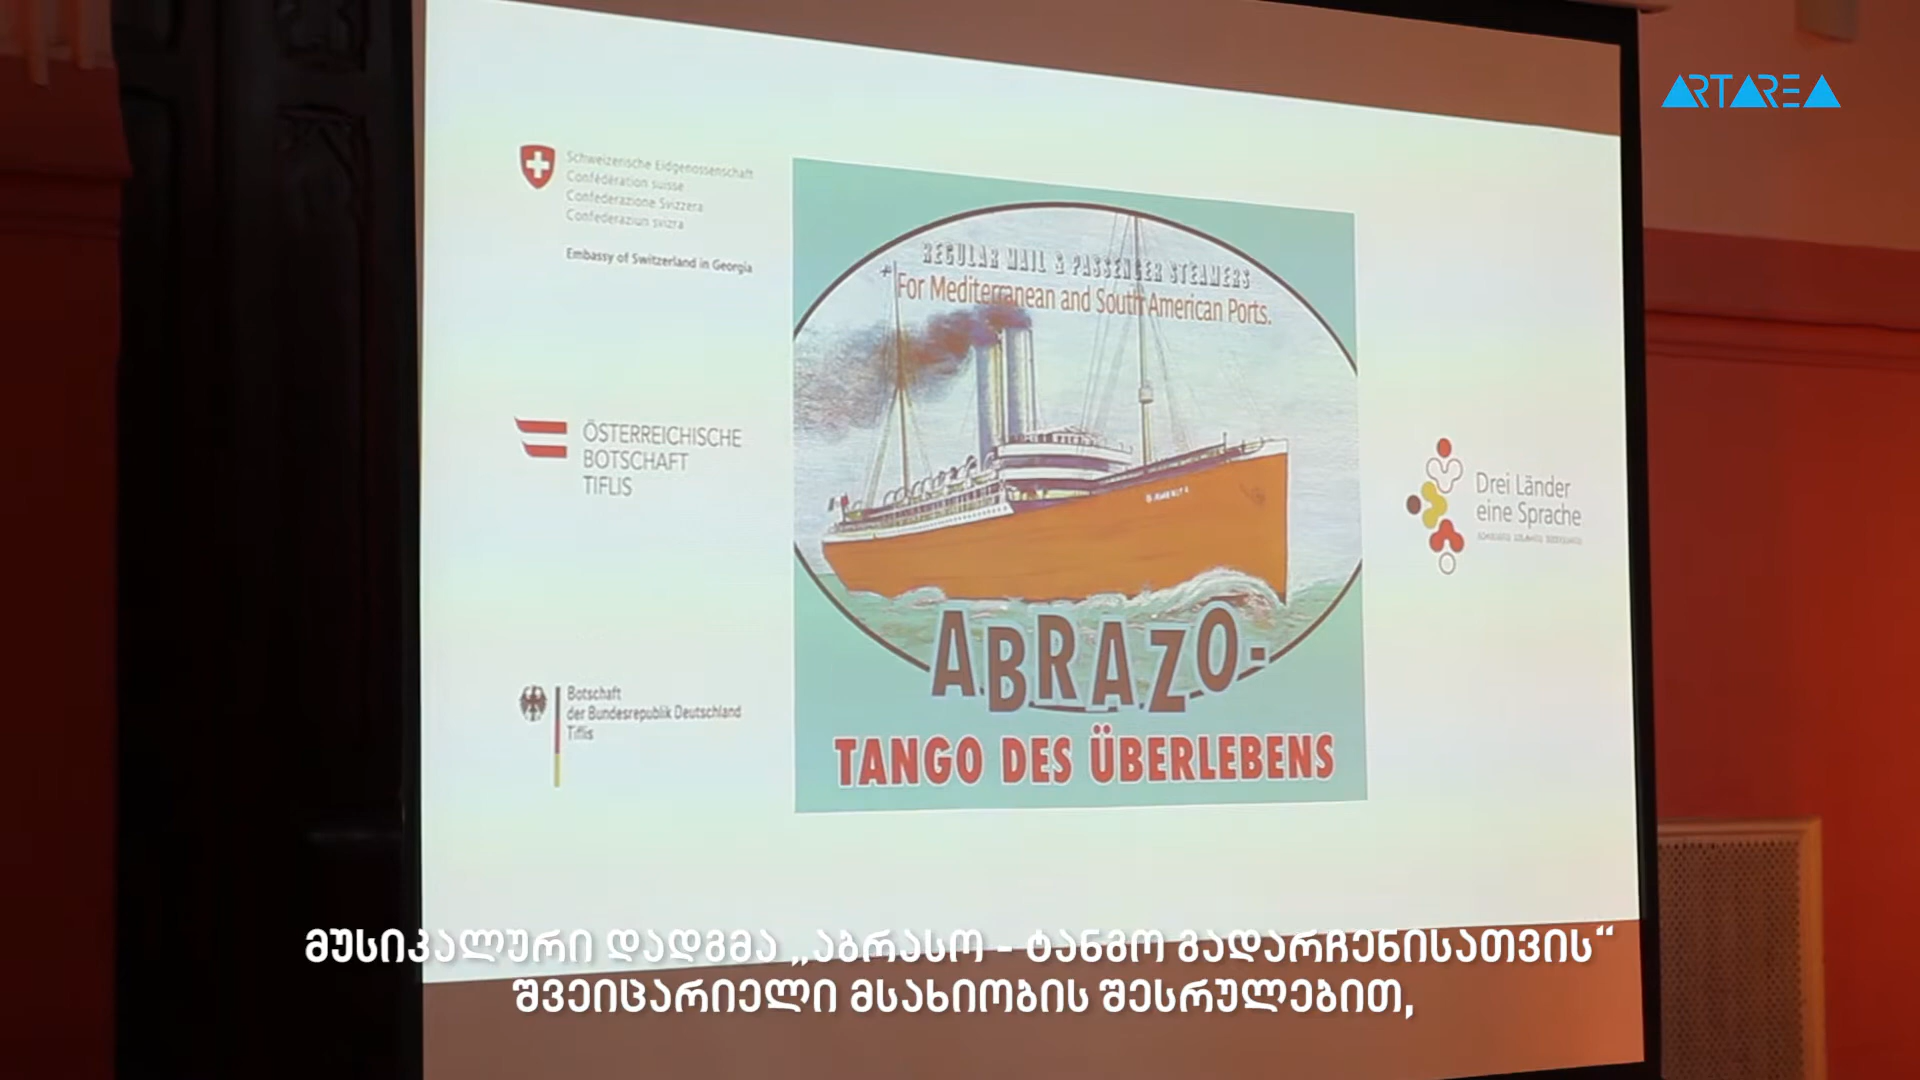 ARTAREA
Schweizerische Eidgenossenschaft
Confédération suisse
Confederazione Svizzera
Confederaziun svizra
Embassy of Switzerland in Georgia
REGULAR MAIL & PASSENGER STEAMERS
For Mediterranean and South American Ports.
ÖSTERREICHISCHE
BOTSCHAFT
TIFLIS
Drei Länder
eine Sprache
ABRAZO-
TANGO DES ÜBERLEBENS
Botschaft
der Bundesrepublik Deutschland
Tiflis
მუსიკალური დადგმა „აბრასო - ტანგო გადარჩენისათვის“
შვეიცარიელი მსახიობის შესრულებით,